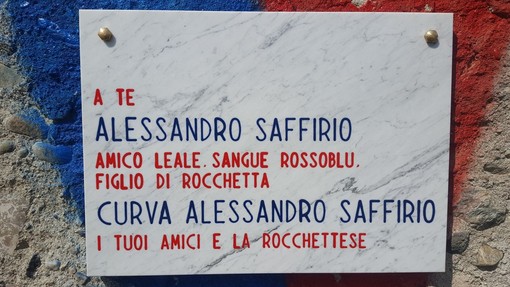 A TE
ALESSANDRO SAFFIRIO
AMICO LEALE. SANGUE ROSSOBLU.
FIGLIO DI ROCCHETTA
CURVA ALESSANDRO SAFFIRIO
I TUOI AMICI E LA ROCCHETTESE